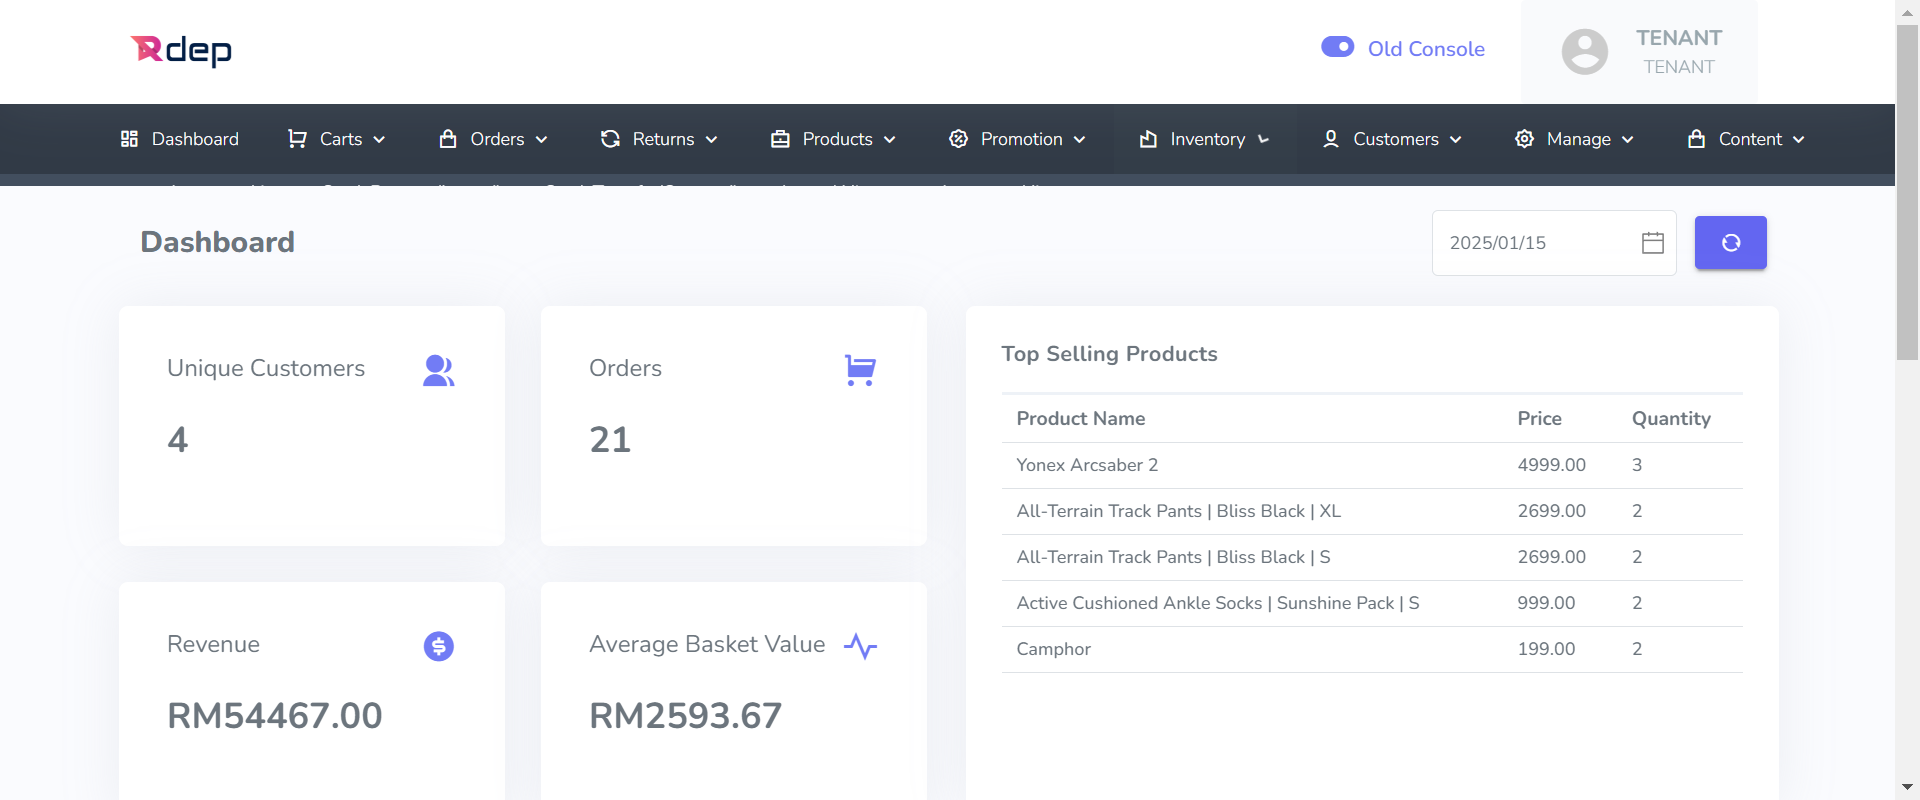 Rdep
Old Console
TENANT
TENANT
Dashboard
Carts
Orders
Returns
Products
Promotion
Inventory
Customers
Manage
Content
Dashboard
2025/01/15
Unique Customers
4
Orders
21
Revenue
RM54467.00
Average Basket Value
RM2593.67
Top Selling Products
Product Name Price Quantity
Yonex Arcsaber 2 4999.00 3
All-Terrain Track Pants | Bliss Black | XL 2699.00 2
All-Terrain Track Pants | Bliss Black | S 2699.00 2
Active Cushioned Ankle Socks | Sunshine Pack | S 999.00 2
Camphor 199.00 2